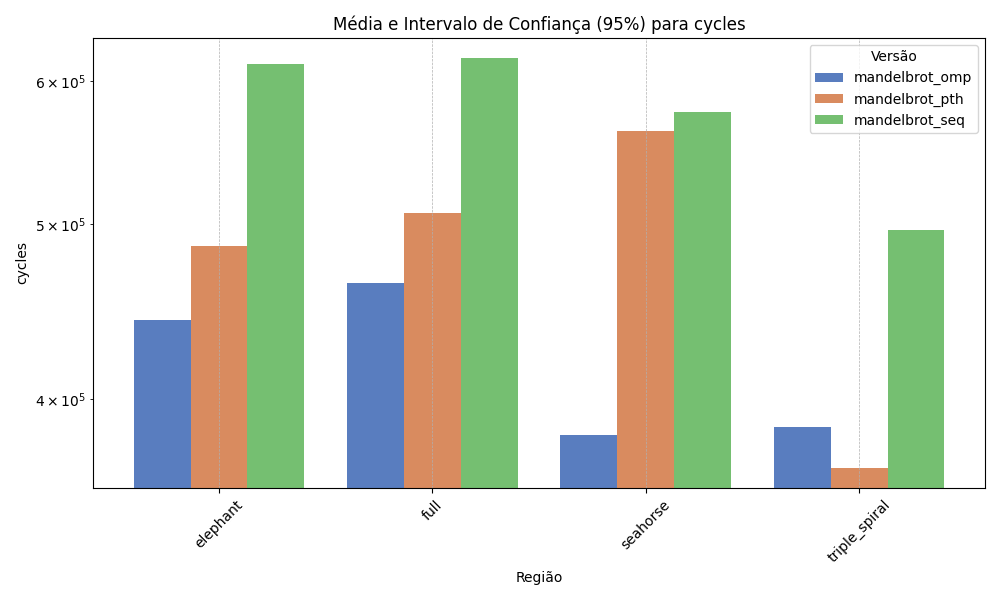 Média e Intervalo de Confiança (95%) para cycles
Versão
mandelbrot_omp
mandelbrot_pth
mandelbrot_seq
6 × 10⁵
5 × 10⁵
4 × 10⁵
cycles
elephant
full
seahorse
triple_spiral
Região